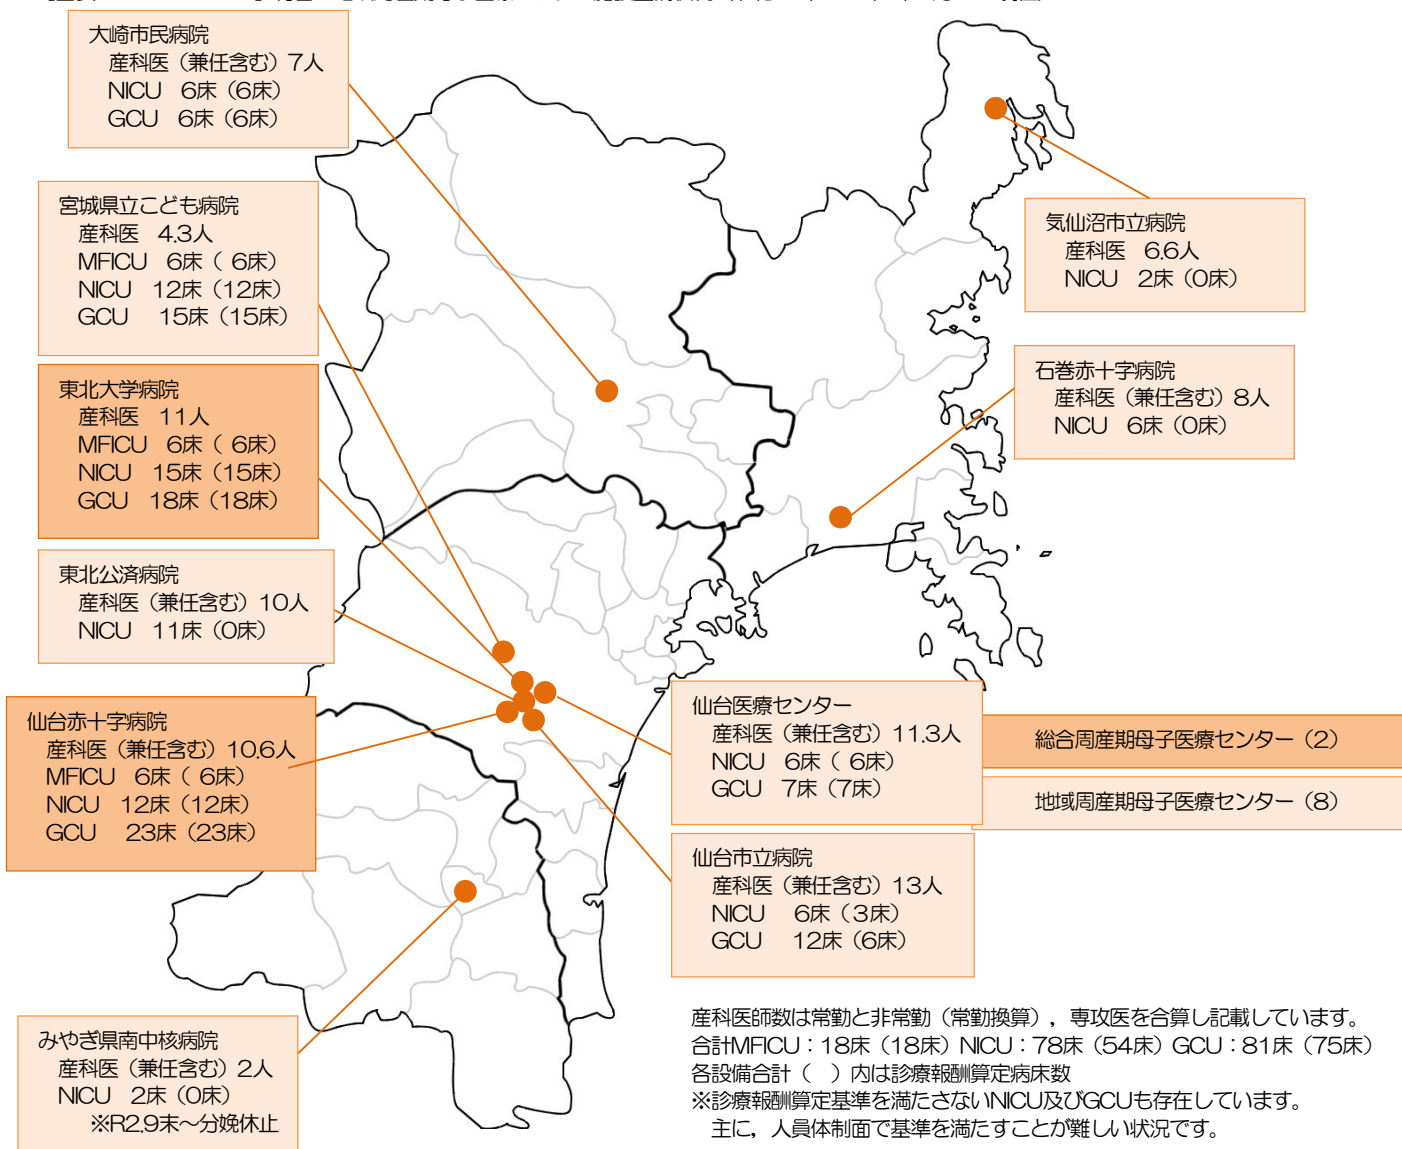 大崎市民病院
産科医（兼任含む）7人
NICU 6床（6床）
GCU 6床（6床）
宮城県立こども病院
産科医 4.3人
MFICU 6床（ 6床）
NICU 12床（12床）
GCU 15床（15床）
東北大学病院
産科医 11人
MFICU 6床（ 6床）
NICU 15床（15床）
GCU 18床（18床）
東北公済病院
産科医（兼任含む）10人
NICU 11床（0床）
仙台赤十字病院
産科医（兼任含む）10.6人
MFICU 6床（ 6床）
NICU 12床（12床）
GCU 23床（23床）
みやぎ県南中核病院
産科医（兼任含む）2人
NICU 2床（0床）
※R2.9末～分娩休止
気仙沼市立病院
産科医 6.6人
NICU 2床（0床）
石巻赤十字病院
産科医（兼任含む）8人
NICU 6床（0床）
仙台医療センター
産科医（兼任含む）11.3人
NICU 6床（ 6床）
GCU 7床（7床）
総合周産期母子医療センター（2）
地域周産期母子医療センター（8）
仙台市立病院
産科医（兼任含む）13人
NICU 6床（3床）
GCU 12床（6床）
産科医師数は常勤と非常勤（常勤換算），専攻医を合算し記載しています。
合計MFICU：18床（18床）NICU：78床（54床）GCU：81床（75床）
各設備合計（ ）内は診療報酬算定病床数
※診療報酬算定基準を満たさないNICU及びGCUも存在しています。
主に，人員体制面で基準を満たすことが難しい状況です。